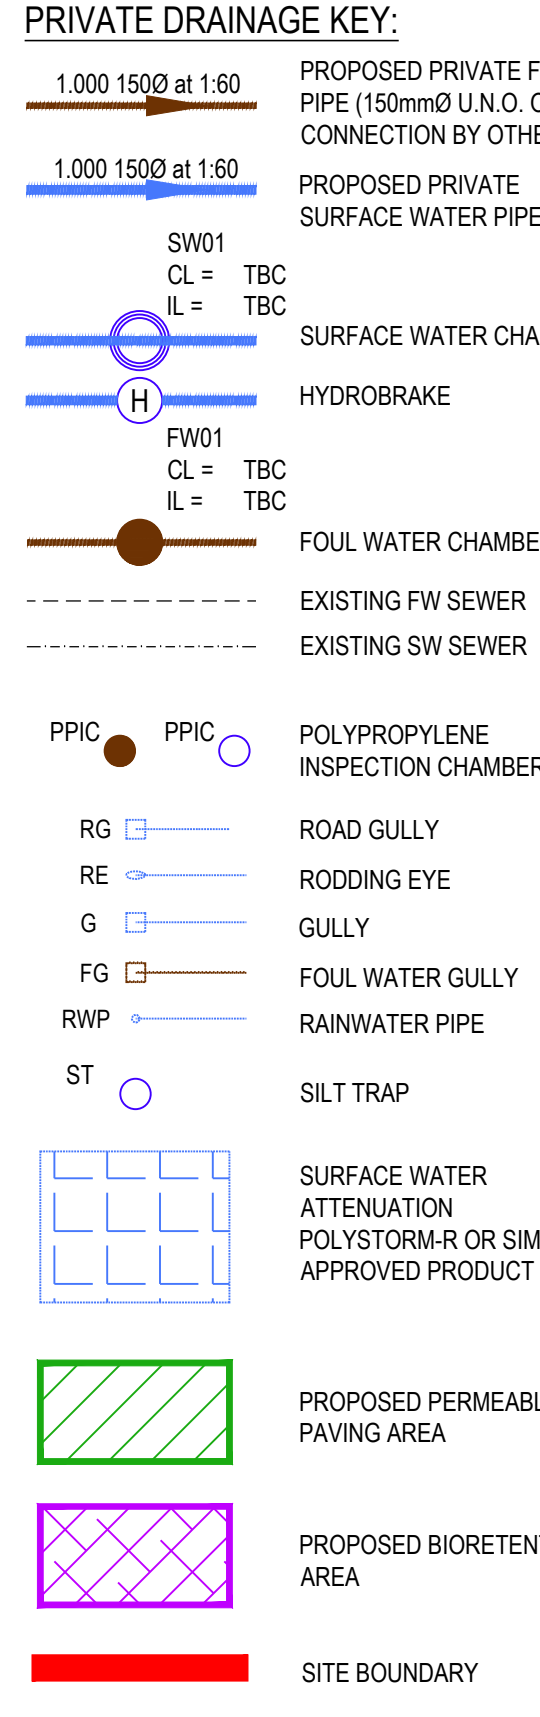 PRIVATE DRAINAGE KEY:
1.000 150Ø at 1:60
PROPOSED PRIVATE F
PIPE (150mmØ U.N.O.
CONNECTION BY OTHE
1.000 150Ø at 1:60
PROPOSED PRIVATE
SURFACE WATER PIPE
SW01
CL = TBC
IL = TBC
SURFACE WATER CHA
H
HYDROBRAKE
FW01
CL = TBC
IL = TBC
FOUL WATER CHAMBE
EXISTING FW SEWER
EXISTING SW SEWER
PPIC PPIC
POLYPROPYLENE
INSPECTION CHAMBER
RG ROAD GULLY
RE RODDING EYE
G GULLY
FG FOUL WATER GULLY
RWP RAINWATER PIPE
ST
SILT TRAP
SURFACE WATER
ATTENUATION
POLYSTORM-R OR SIM
APPROVED PRODUCT
PROPOSED PERMEABL
PAVING AREA
PROPOSED BIORETEN
AREA
SITE BOUNDARY